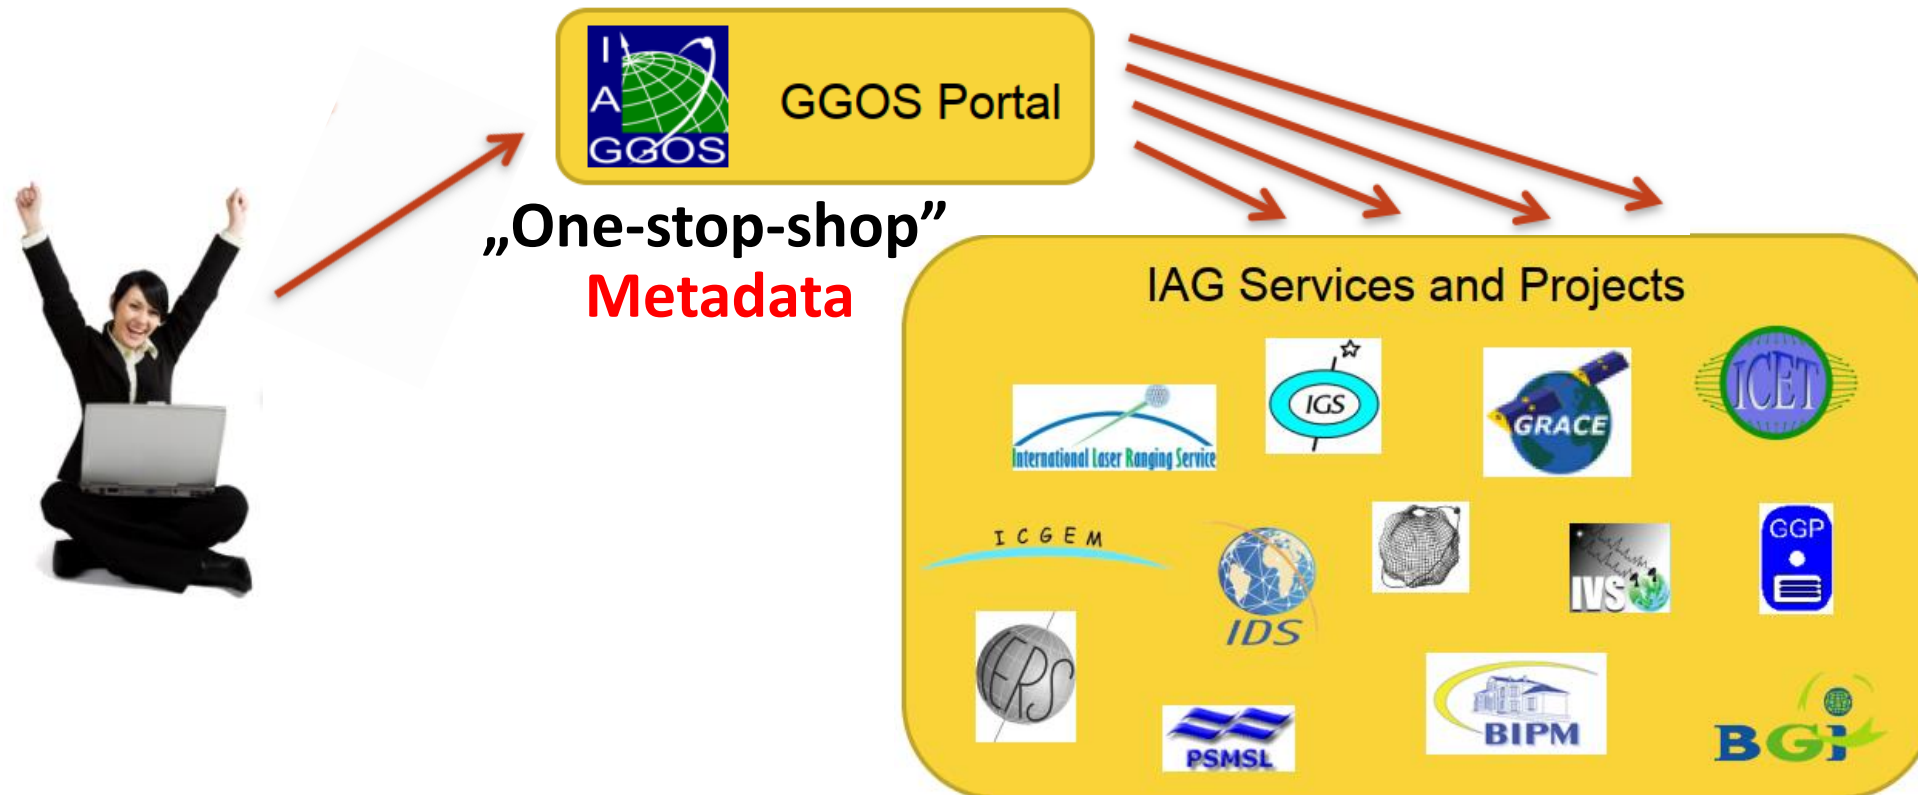 I
A
GGOS
GGOS Portal
„One-stop-shop”
Metadata
IAG Services and Projects
International Laser Ranging Service
IGS
GRACE
ICET
ICGEM
IDS
IVS
GGP
IERS
PSMSL
BIPM
BGi